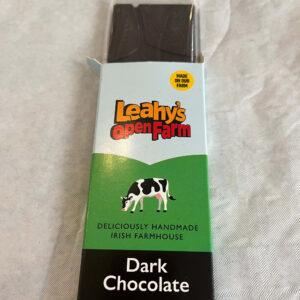 MADE
ON OUR
FARM
Leahy's
Open Farm
DELICIOUSLY HANDMADE
IRISH FARMHOUSE
Dark
Chocolate